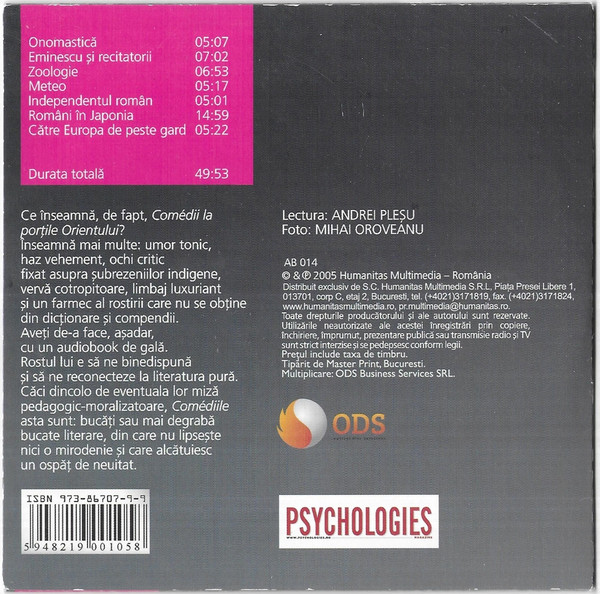 Onomastică 05:07
Eminescu și recitatorii 07:02
Zoologie 06:53
Meteo 05:17
Independentul român 05:01
Români în Japonia 14:59
Către Europa de peste gard 05:22
Durata totală 49:53
Ce înseamnă, de fapt, Comédii la
porțile Orientului?
Înseamnă mai multe: umor tonic,
haz vehement, ochi critic
fixat asupra șubrezeniilor indigene,
vervă cotropitoare, limbaj luxuriant
și un farmec al rostirii care nu se obține
din dicționare și compendii.
Aveți de-a face, așadar,
cu un audiobook de gală.
Rostul lui e să ne binedispună
și să ne reconecteze la literatura pură.
Căci dincolo de eventuala lor miză
pedagogic-moralizatoare, Comédiile
asta sunt: bucăți sau mai degrabă
bucate literare, din care nu lipsește
nici o mirodenie și care alcătuiesc
un ospăț de neuitat.
ISBN 973-86707-9-9
5 948219 001058
Lectura: ANDREI PLEȘU
Foto: MIHAI OROVEANU
AB 014
© & ℗ 2005 Humanitas Multimedia – România
Distribuit exclusiv de S.C. Humanitas Multimedia S.R.L, Piața Presei Libere 1,
013701, corp C, etaj 2, Bucuresti, tel. (+4021)3171819, fax. (+4021)3171824,
www.humanitasmultimedia.ro, pr.multimedia@humanitas.ro.
Toate drepturile producătorului și ale autorului sunt rezervate.
Utilizările neautorizate ale acestei înregistrări prin copiere,
închiriere, împrumut, prezentare publică sau transmisie radio și TV
sunt strict interzise și se pedepsesc conform legii.
Prețul include taxa de timbru.
Tipărit de Master Print, București.
Multiplicare: ODS Business Services SRL.
ODS
PSYCHOLOGIES